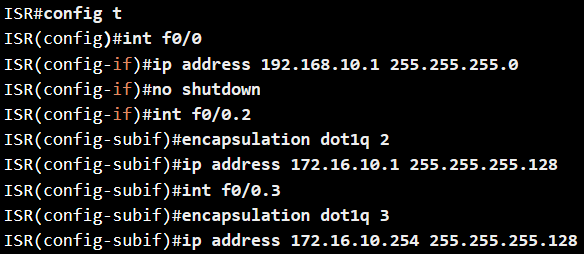 ISR#config t
ISR(config)#int f0/0
ISR(config-if)#ip address 192.168.10.1 255.255.255.0
ISR(config-if)#no shutdown
ISR(config-if)#int f0/0.2
ISR(config-subif)#encapsulation dot1q 2
ISR(config-subif)#ip address 172.16.10.1 255.255.255.128
ISR(config-subif)#int f0/0.3
ISR(config-subif)#encapsulation dot1q 3
ISR(config-subif)#ip address 172.16.10.254 255.255.255.128